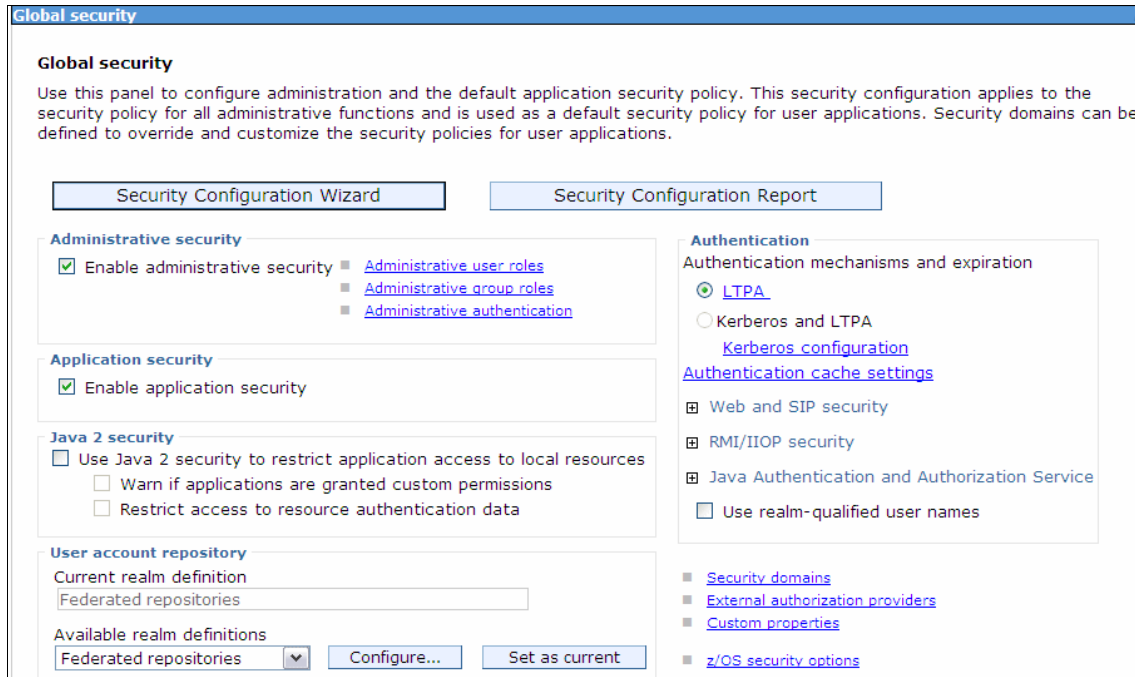 Global security
Global security
Use this panel to configure administration and the default application security policy. This security configuration applies to the
security policy for all administrative functions and is used as a default security policy for user applications. Security domains can be
defined to override and customize the security policies for user applications.
Security Configuration Wizard
Security Configuration Report
Administrative security
Enable administrative security
Administrative user roles
Administrative group roles
Administrative authentication
Application security
Enable application security
Java 2 security
Use Java 2 security to restrict application access to local resources
Warn if applications are granted custom permissions
Restrict access to resource authentication data
User account repository
Current realm definition
Federated repositories
Available realm definitions
Federated repositories
Configure...
Set as current
Authentication
Authentication mechanisms and expiration
LTPA
Kerberos and LTPA
Kerberos configuration
Authentication cache settings
Web and SIP security
RMI/IIOP security
Java Authentication and Authorization Service
Use realm-qualified user names
Security domains
External authorization providers
Custom properties
z/OS security options